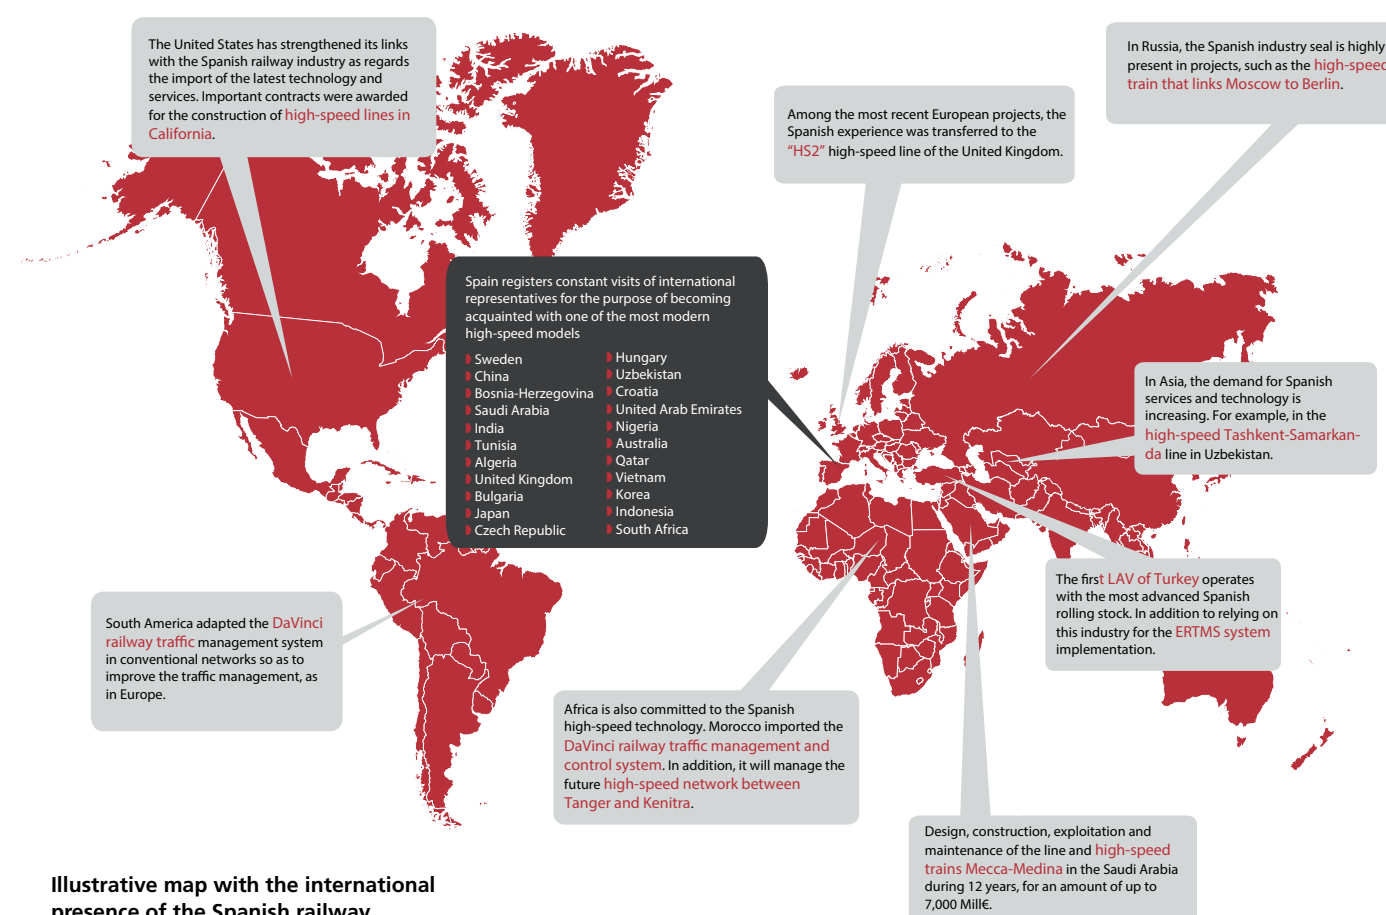 The United States has strengthened its links
with the Spanish railway industry as regards
the import of the latest technology and
services. Important contracts were awarded
for the construction of high-speed lines in
California.
In Russia, the Spanish industry seal is highly
present in projects, such as the high-speed
train that links Moscow to Berlin.
Among the most recent European projects, the
Spanish experience was transferred to the
“HS2” high-speed line of the United Kingdom.
Spain registers constant visits of international
representatives for the purpose of becoming
acquainted with one of the most modern
high-speed models
Sweden
China
Bosnia-Herzegovina
Saudi Arabia
India
Tunisia
Algeria
United Kingdom
Bulgaria
Japan
Czech Republic
Hungary
Uzbekistan
Croatia
United Arab Emirates
Nigeria
Australia
Qatar
Vietnam
Korea
Indonesia
South Africa
In Asia, the demand for Spanish
services and technology is
increasing. For example, in the
high-speed Tashkent-Samarkan-
da line in Uzbekistan.
The first LAV of Turkey operates
with the most advanced Spanish
rolling stock. In addition to relying on
this industry for the ERTMS system
implementation.
South America adapted the DaVinci
railway traffic management system
in conventional networks so as to
improve the traffic management, as
in Europe.
Africa is also committed to the Spanish
high-speed technology. Morocco imported the
DaVinci railway traffic management and
control system. In addition, it will manage the
future high-speed network between
Tanger and Kenitra.
Design, construction, exploitation and
maintenance of the line and high-speed
trains Mecca-Medina in the Saudi Arabia
during 12 years, for an amount of up to
7,000 Mill€.
Illustrative map with the international
presence of the Spanish railway